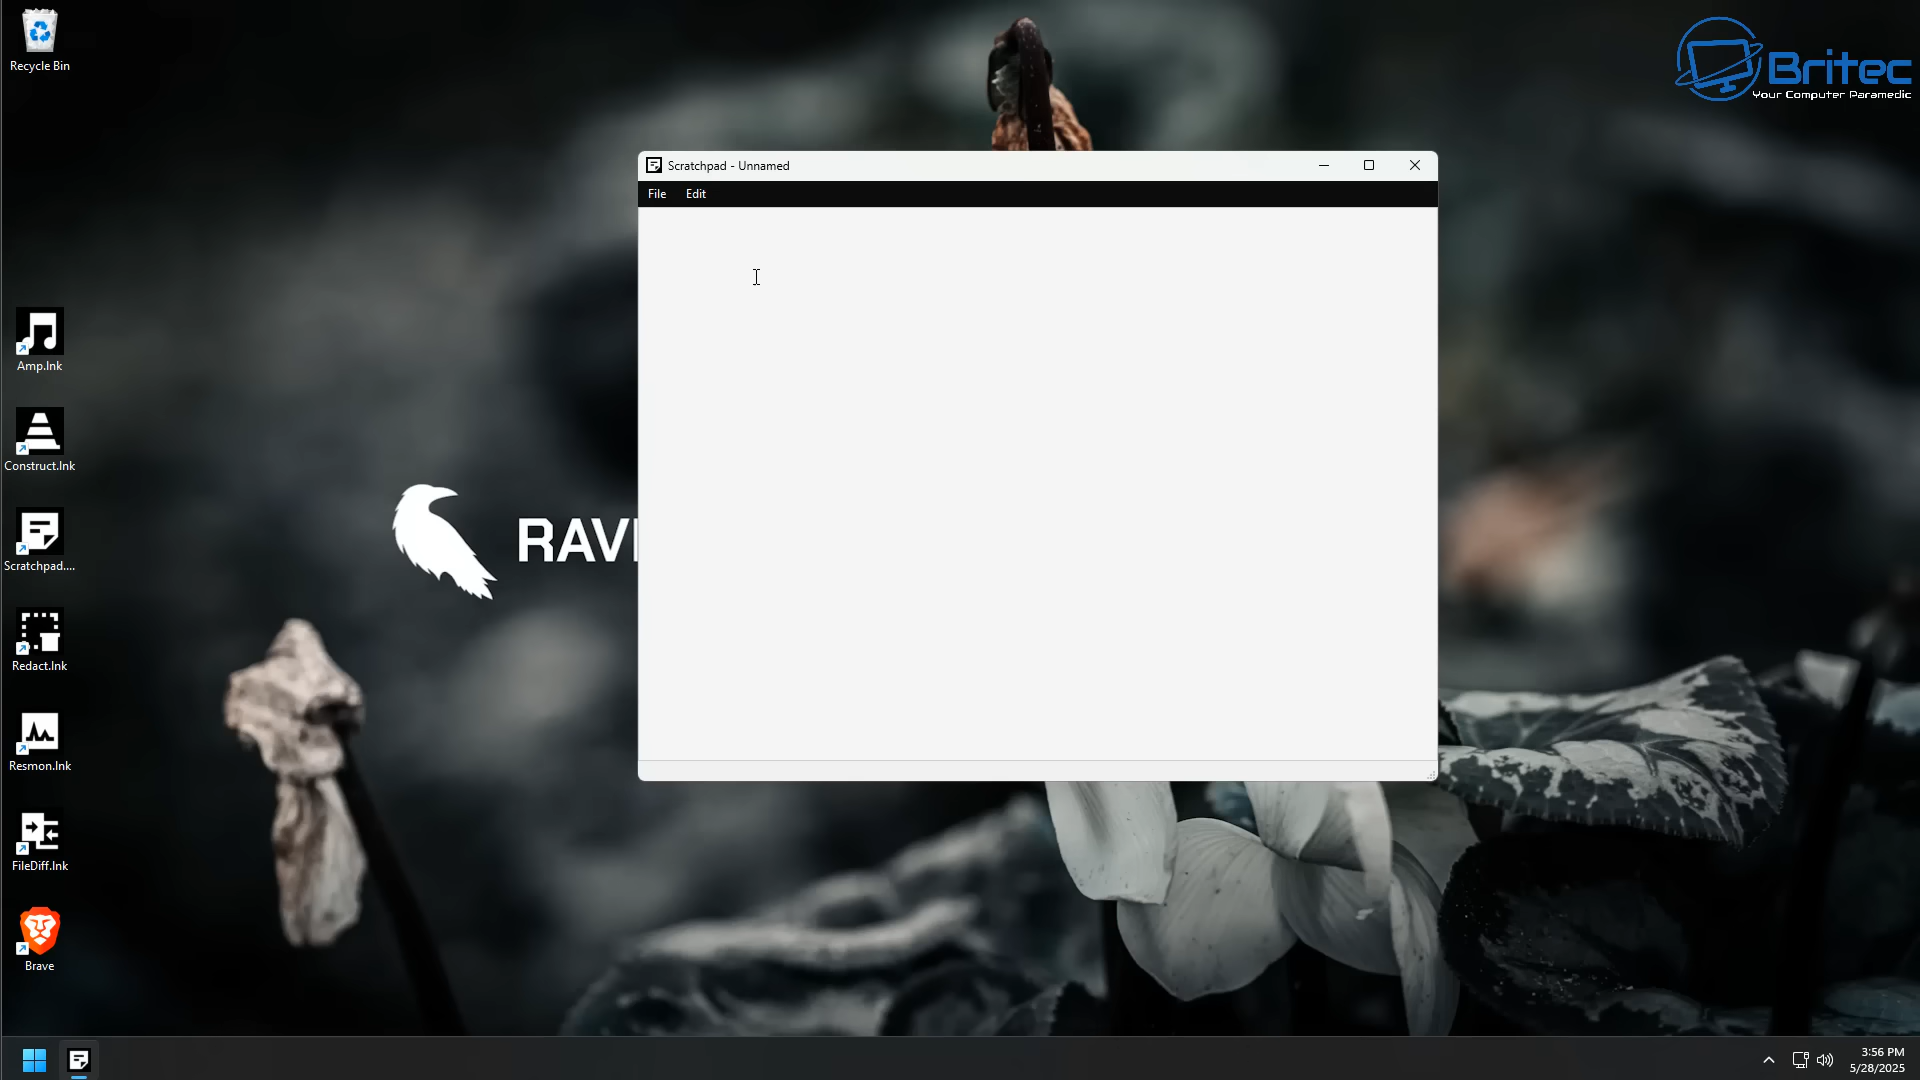 Recycle Bin
Britec
Your Computer Paramedic
Scratchpad - Unnamed
File Edit
Amp.lnk
Construct.lnk
Scratchpad....
RAV
Redact.lnk
Resmon.lnk
FileDiff.lnk
Brave
3:56 PM
5/28/2025